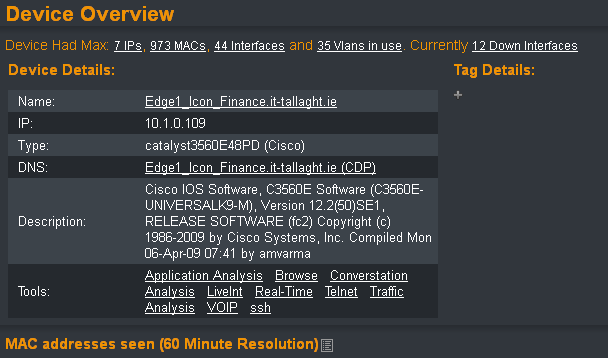 Device Overview
Device Had Max: 7 IPs, 973 MACs, 44 Interfaces and 35 Vlans in use. Currently 12 Down Interfaces
Device Details:
Name: Edge1_Icon_Finance.it-tallaght.ie
IP: 10.1.0.109
Type: catalyst3560E48PD (Cisco)
DNS: Edge1_Icon_Finance.it-tallaght.ie (CDP)
Description: Cisco IOS Software, C3560E Software (C3560E-
UNIVERSALK9-M), Version 12.2(50)SE1,
RELEASE SOFTWARE (fc2) Copyright (c)
1986-2009 by Cisco Systems, Inc. Compiled Mon
06-Apr-09 07:41 by amvarma
Tools: Application Analysis Browse Converstation
Analysis LiveInt Real-Time Telnet Traffic
Analysis VOIP ssh
Tag Details:
+
MAC addresses seen (60 Minute Resolution)